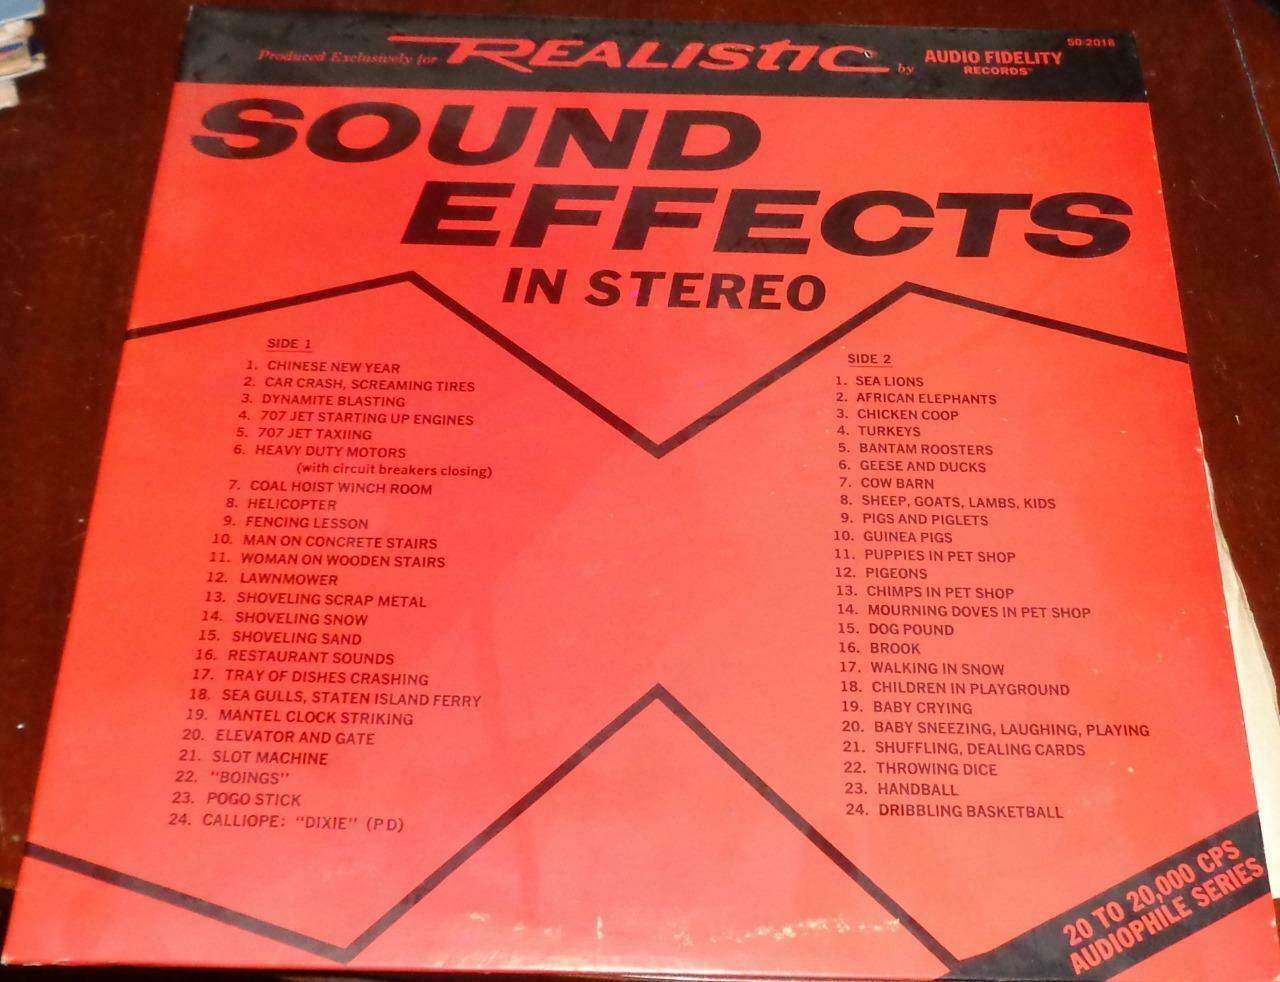 Produced Exclusively for REALISTIC by AUDIO FIDELITY RECORDS
50-2018
SOUND
EFFECTS
IN STEREO
SIDE 1
1. CHINESE NEW YEAR
2. CAR CRASH, SCREAMING TIRES
3. DYNAMITE BLASTING
4. 707 JET STARTING UP ENGINES
5. 707 JET TAXIING
6. HEAVY DUTY MOTORS
(with circuit breakers closing)
7. COAL HOIST WINCH ROOM
8. HELICOPTER
9. FENCING LESSON
10. MAN ON CONCRETE STAIRS
11. WOMAN ON WOODEN STAIRS
12. LAWNMOWER
13. SHOVELING SCRAP METAL
14. SHOVELING SNOW
15. SHOVELING SAND
16. RESTAURANT SOUNDS
17. TRAY OF DISHES CRASHING
18. SEA GULLS, STATEN ISLAND FERRY
19. MANTEL CLOCK STRIKING
20. ELEVATOR AND GATE
21. SLOT MACHINE
22. "BOINGS"
23. POGO STICK
24. CALLIOPE: "DIXIE" (PD)
SIDE 2
1. SEA LIONS
2. AFRICAN ELEPHANTS
3. CHICKEN COOP
4. TURKEYS
5. BANTAM ROOSTERS
6. GEESE AND DUCKS
7. COW BARN
8. SHEEP, GOATS, LAMBS, KIDS
9. PIGS AND PIGLETS
10. GUINEA PIGS
11. PUPPIES IN PET SHOP
12. PIGEONS
13. CHIMPS IN PET SHOP
14. MOURNING DOVES IN PET SHOP
15. DOG POUND
16. BROOK
17. WALKING IN SNOW
18. CHILDREN IN PLAYGROUND
19. BABY CRYING
20. BABY SNEEZING, LAUGHING, PLAYING
21. SHUFFLING, DEALING CARDS
22. THROWING DICE
23. HANDBALL
24. DRIBBLING BASKETBALL
20 TO 20,000 CPS
AUDIOPHILE SERIES